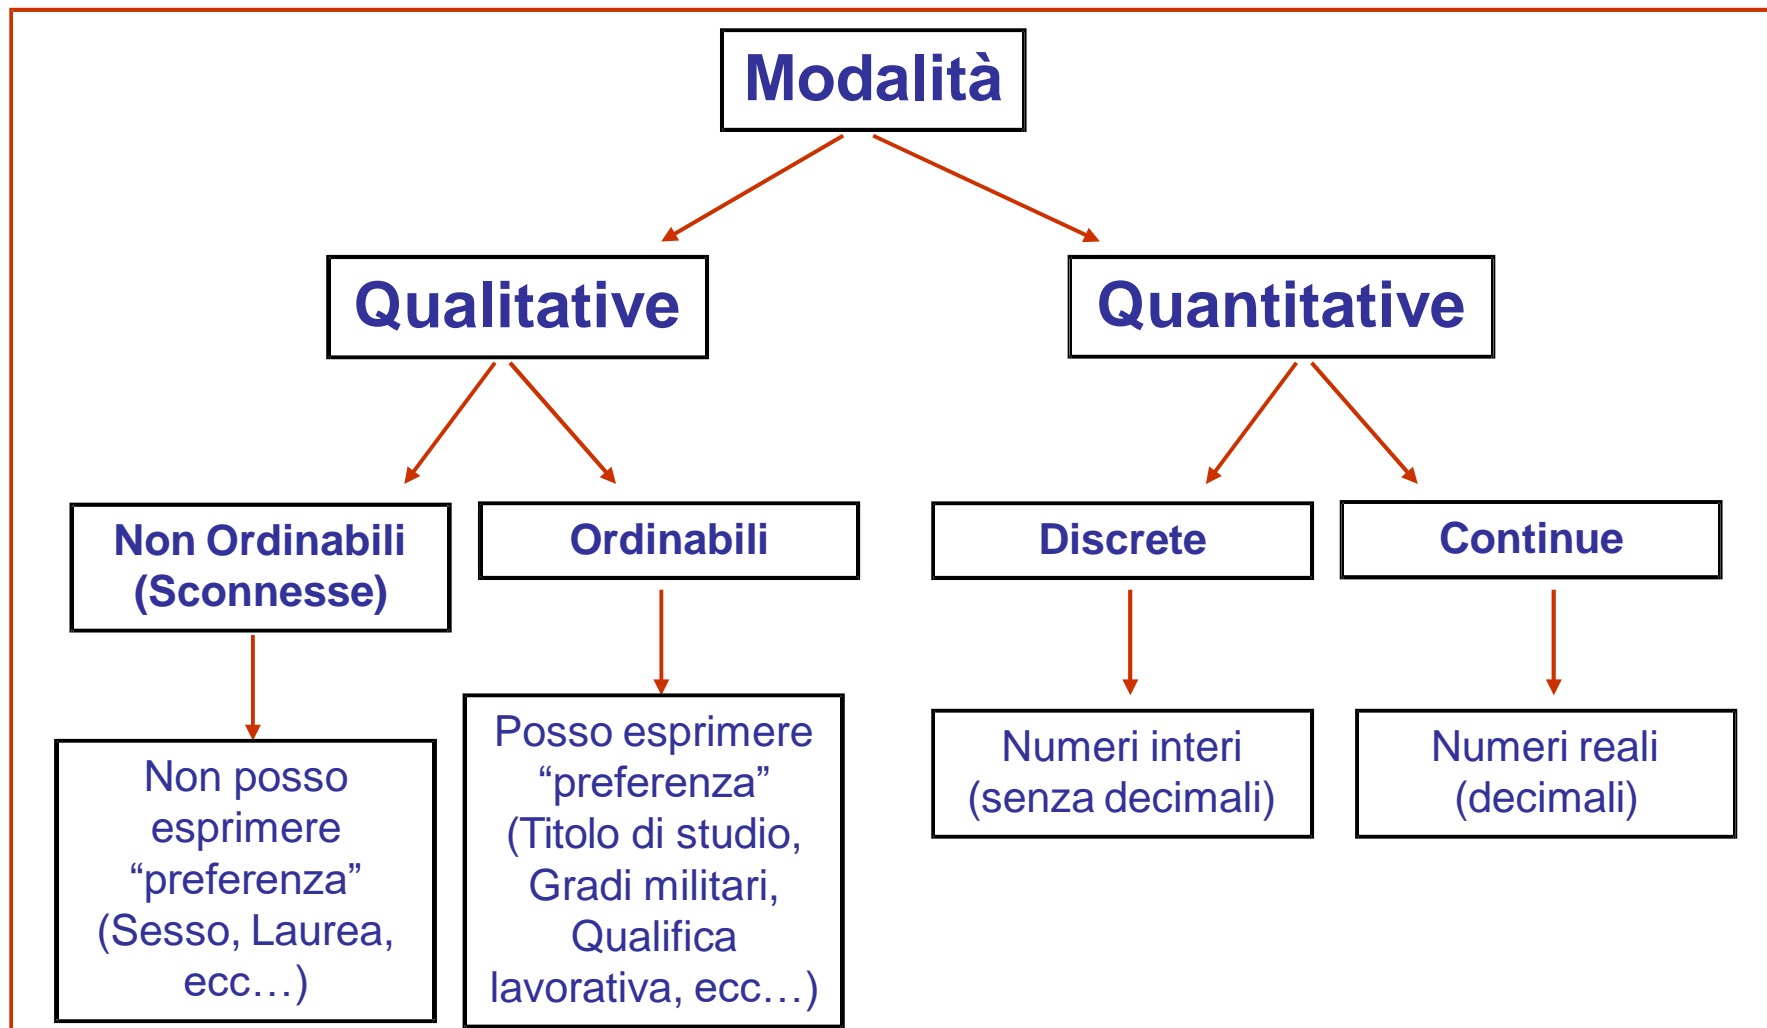 Modalità
Qualitative
Quantitative
Non Ordinabili
(Sconnesse)
Ordinabili
Discrete
Continue
Non posso
esprimere
“preferenza”
(Sesso, Laurea,
ecc…)
Posso esprimere
“preferenza”
(Titolo di studio,
Gradi militari,
Qualifica
lavorativa, ecc…)
Numeri interi
(senza decimali)
Numeri reali
(decimali)